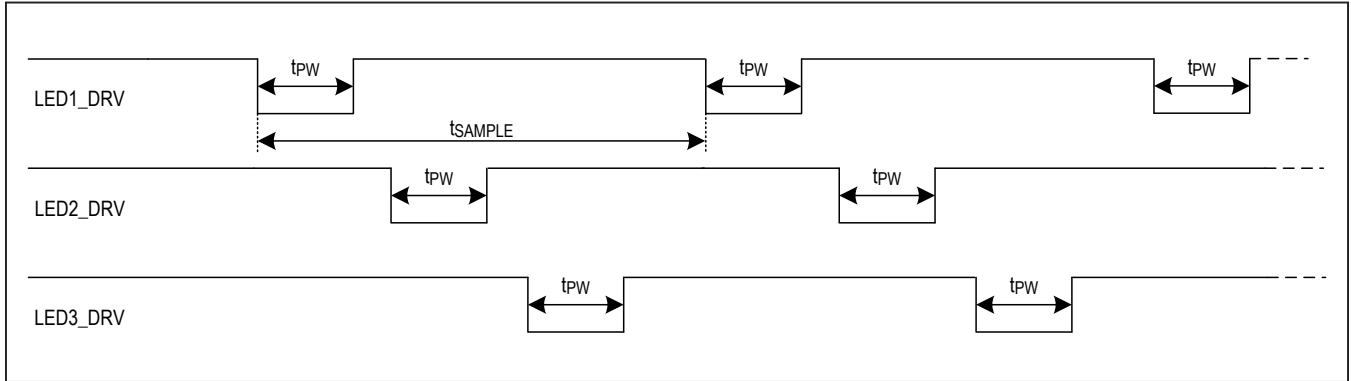 tPW tPW tPW
LED1_DRV
tSAMPLE
tPW tPW
LED2_DRV
tPW tPW
LED3_DRV